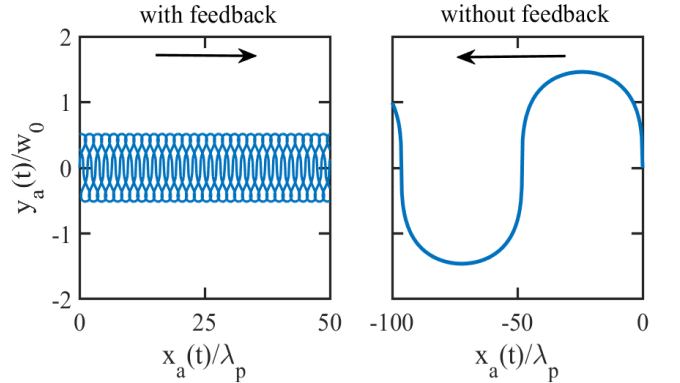 with feedback
without feedback
y_a(t)/w_0
2
1
0
-1
-2
0 25 50
-100 -50 0
x_a(t)/λ_p
x_a(t)/λ_p